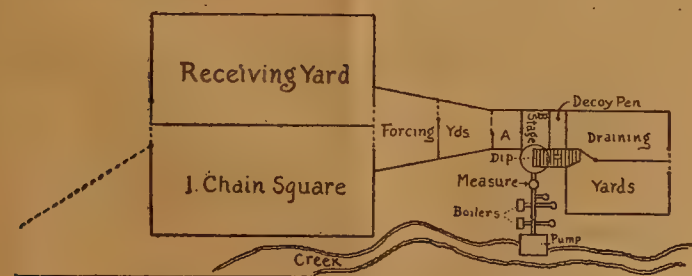 Receiving Yard
1. Chain Square
Forcing Yds
A
B
Stage
Decoy Pen
Draining
Yards
Dip
Measure
Boilers
Pump
Creek